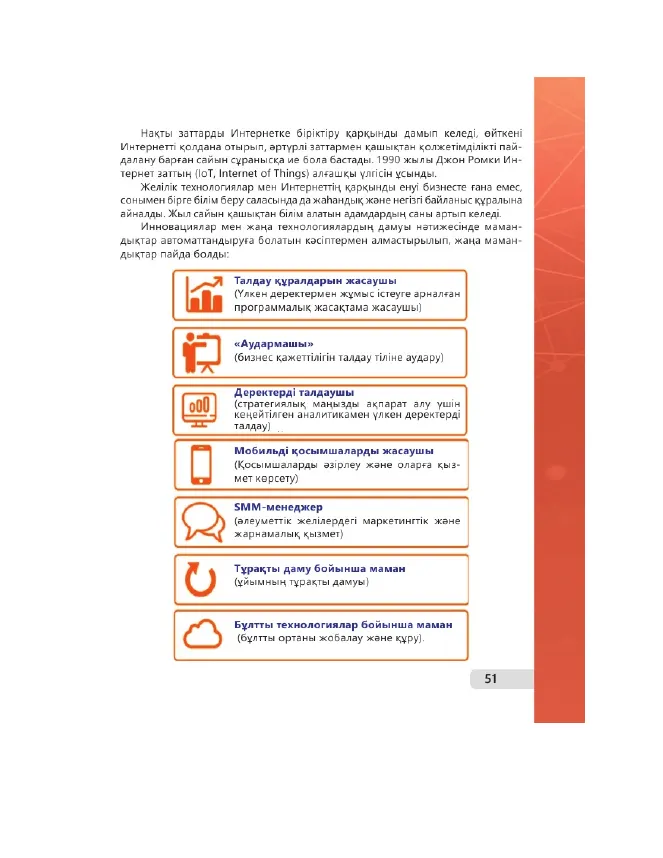 Нақты заттарды Интернетке біріктіру қарқынды дамып келеді, өйткені
Интернетті қолдана отырып, әртүрлі заттармен қашықтан қолжетімділікті пай-
далану барған сайын сұранысқа ие бола бастады. 1990 жылы Джон Ромки Ин-
тернет заттың (IoT, Internet of Things) алғашқы үлгісін ұсынды.
Желілік технологиялар мен Интернеттің қарқынды енуі бизнесте ғана емес,
сонымен бірге білім беру саласында да жаһандық және негізгі байланыс құралына
айналды. Жыл сайын қашықтан білім алатын адамдардың саны артып келеді.
Инновациялар мен жаңа технологиялардың дамуы нәтижесінде маман-
дықтар автоматтандыруға болатын кәсіптермен алмастырылып, жаңа маман-
дықтар пайда болды:
Талдау құралдарын жасаушы
(Үлкен деректермен жұмыс істеуге арналған
программалық жасақтама жасаушы)
«Аудармашы»
(бизнес қажеттілігін талдау тіліне аудару)
Деректерді талдаушы
(стратегиялық маңызды ақпарат алу үшін
кеңейтілген аналитикамен үлкен деректерді
талдау)
Мобильді қосымшаларды жасаушы
(Қосымшаларды әзірлеу және оларға қыз-
мет көрсету)
SMM-менеджер
(әлеуметтік желілердегі маркетингтік және
жарнамалық қызмет)
Тұрақты даму бойынша маман
(ұйымның тұрақты дамуы)
Бұлтты технологиялар бойынша маман
(бұлтты ортаны жобалау және құру).
51